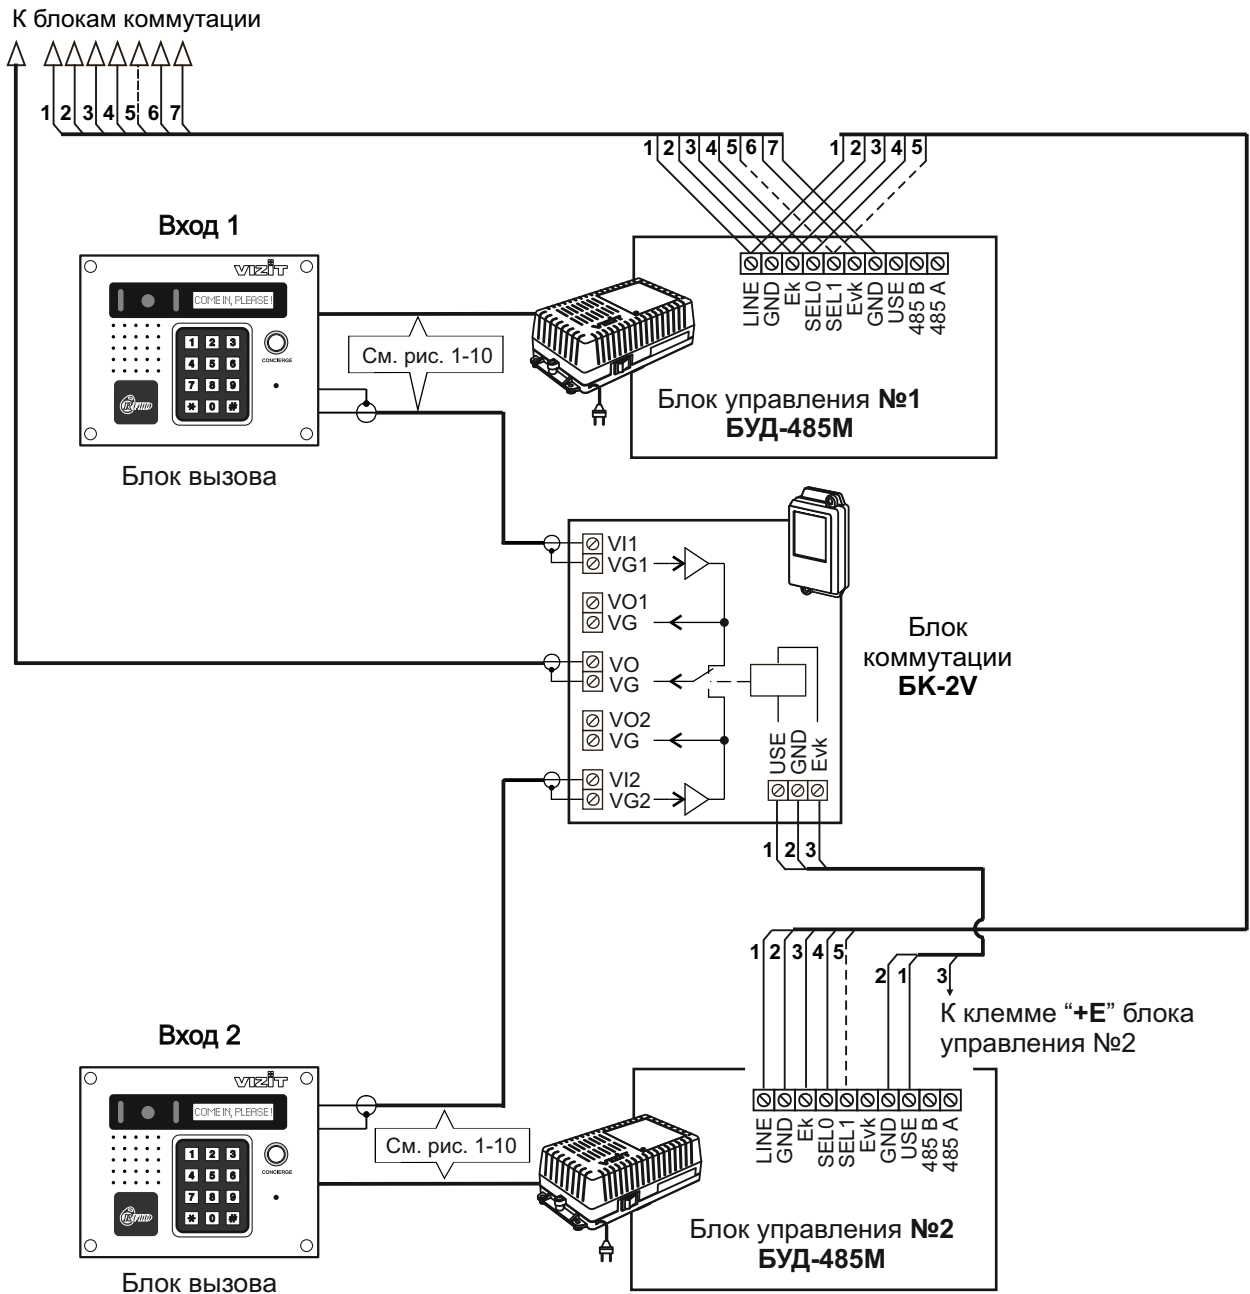 К блокам коммутации
1 2 3 4 5 6 7
1 2 3 4 5 6 7
1 2 3 4 5
Вход 1
VIZIT
COME IN, PLEASE!
1 2 3
4 5 6
7 8 9
* 0 #
CONCIERGE
Блок вызова
См. рис. 1-10
LINE
GND
Ek
SEL0
SEL1
Evk
GND
USE
485 B
485 A
Блок управления №1
БУД-485М
VI1
VG1
VO1
VG
VO
VG
VO2
VG
VI2
VG2
USE
GND
Evk
Блок
коммутации
БК-2V
1 2 3
1 2 3 4 5
2 1 3
К клемме “+E” блока
управления №2
Вход 2
VIZIT
COME IN, PLEASE!
1 2 3
4 5 6
7 8 9
* 0 #
CONCIERGE
Блок вызова
См. рис. 1-10
LINE
GND
Ek
SEL0
SEL1
Evk
GND
USE
485 B
485 A
Блок управления №2
БУД-485М